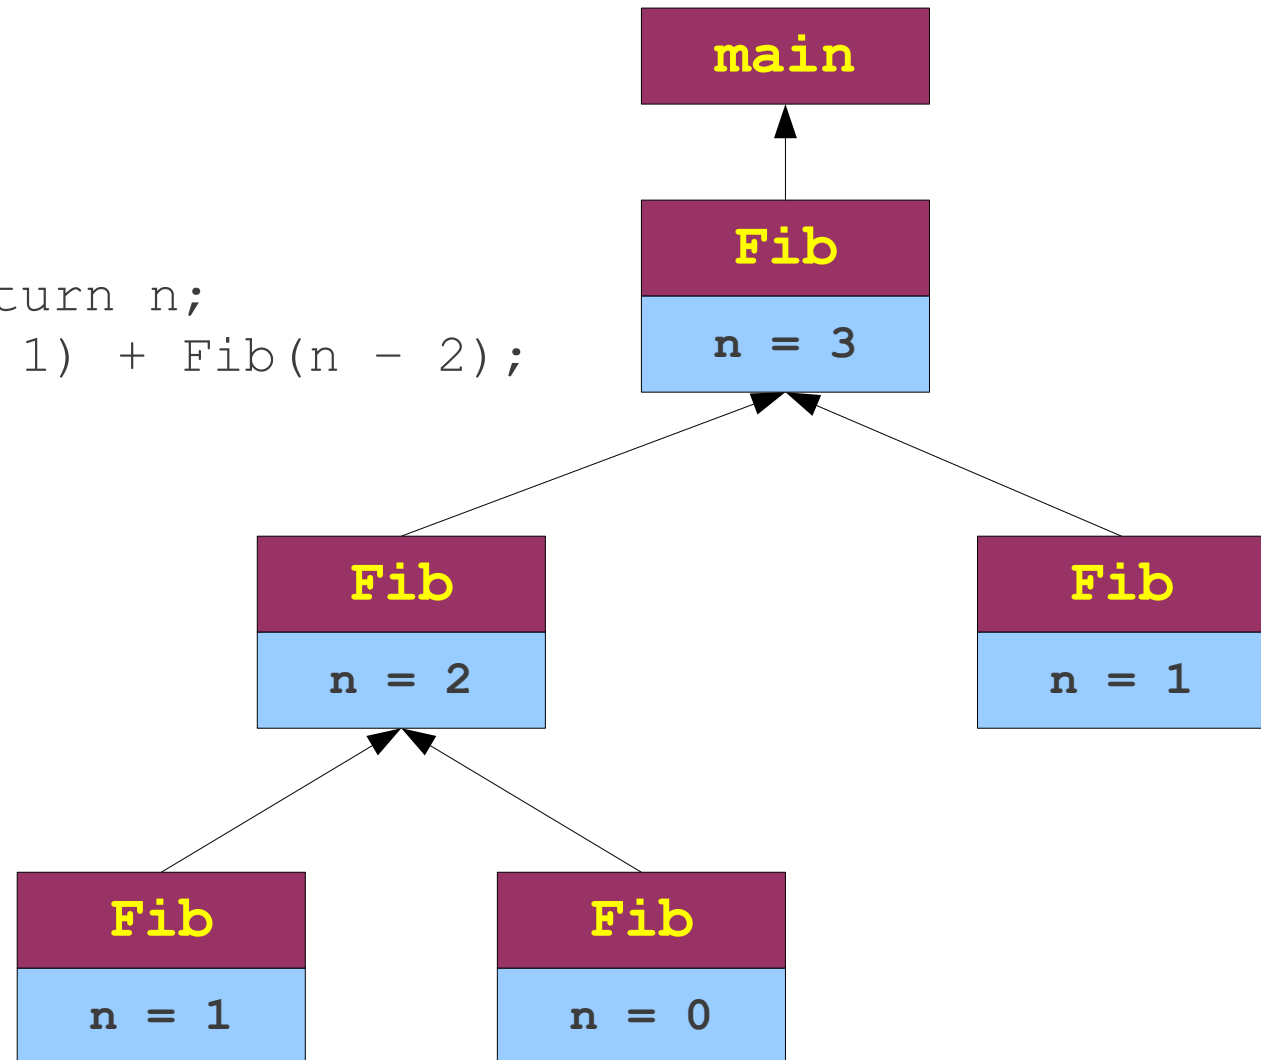 main
Fib
turn n;
1) + Fib(n – 2);
n = 3
Fib
Fib
n = 2
n = 1
Fib
Fib
n = 1
n = 0